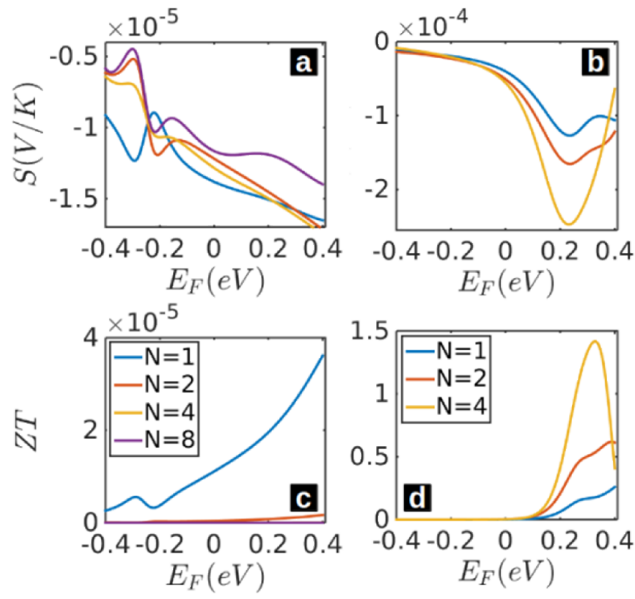 ×10⁻⁵
×10⁻⁴
S(V/K)
-0.5
-1
-1.5
a
0
-1
-2
b
-0.4 -0.2 0 0.2 0.4
-0.4 -0.2 0 0.2 0.4
E_F(eV)
E_F(eV)
×10⁻⁵
ZT
4
2
0
N=1
N=2
N=4
N=8
c
1.5
1
0.5
0
N=1
N=2
N=4
d
-0.4 -0.2 0 0.2 0.4
-0.4 -0.2 0 0.2 0.4
E_F(eV)
E_F(eV)